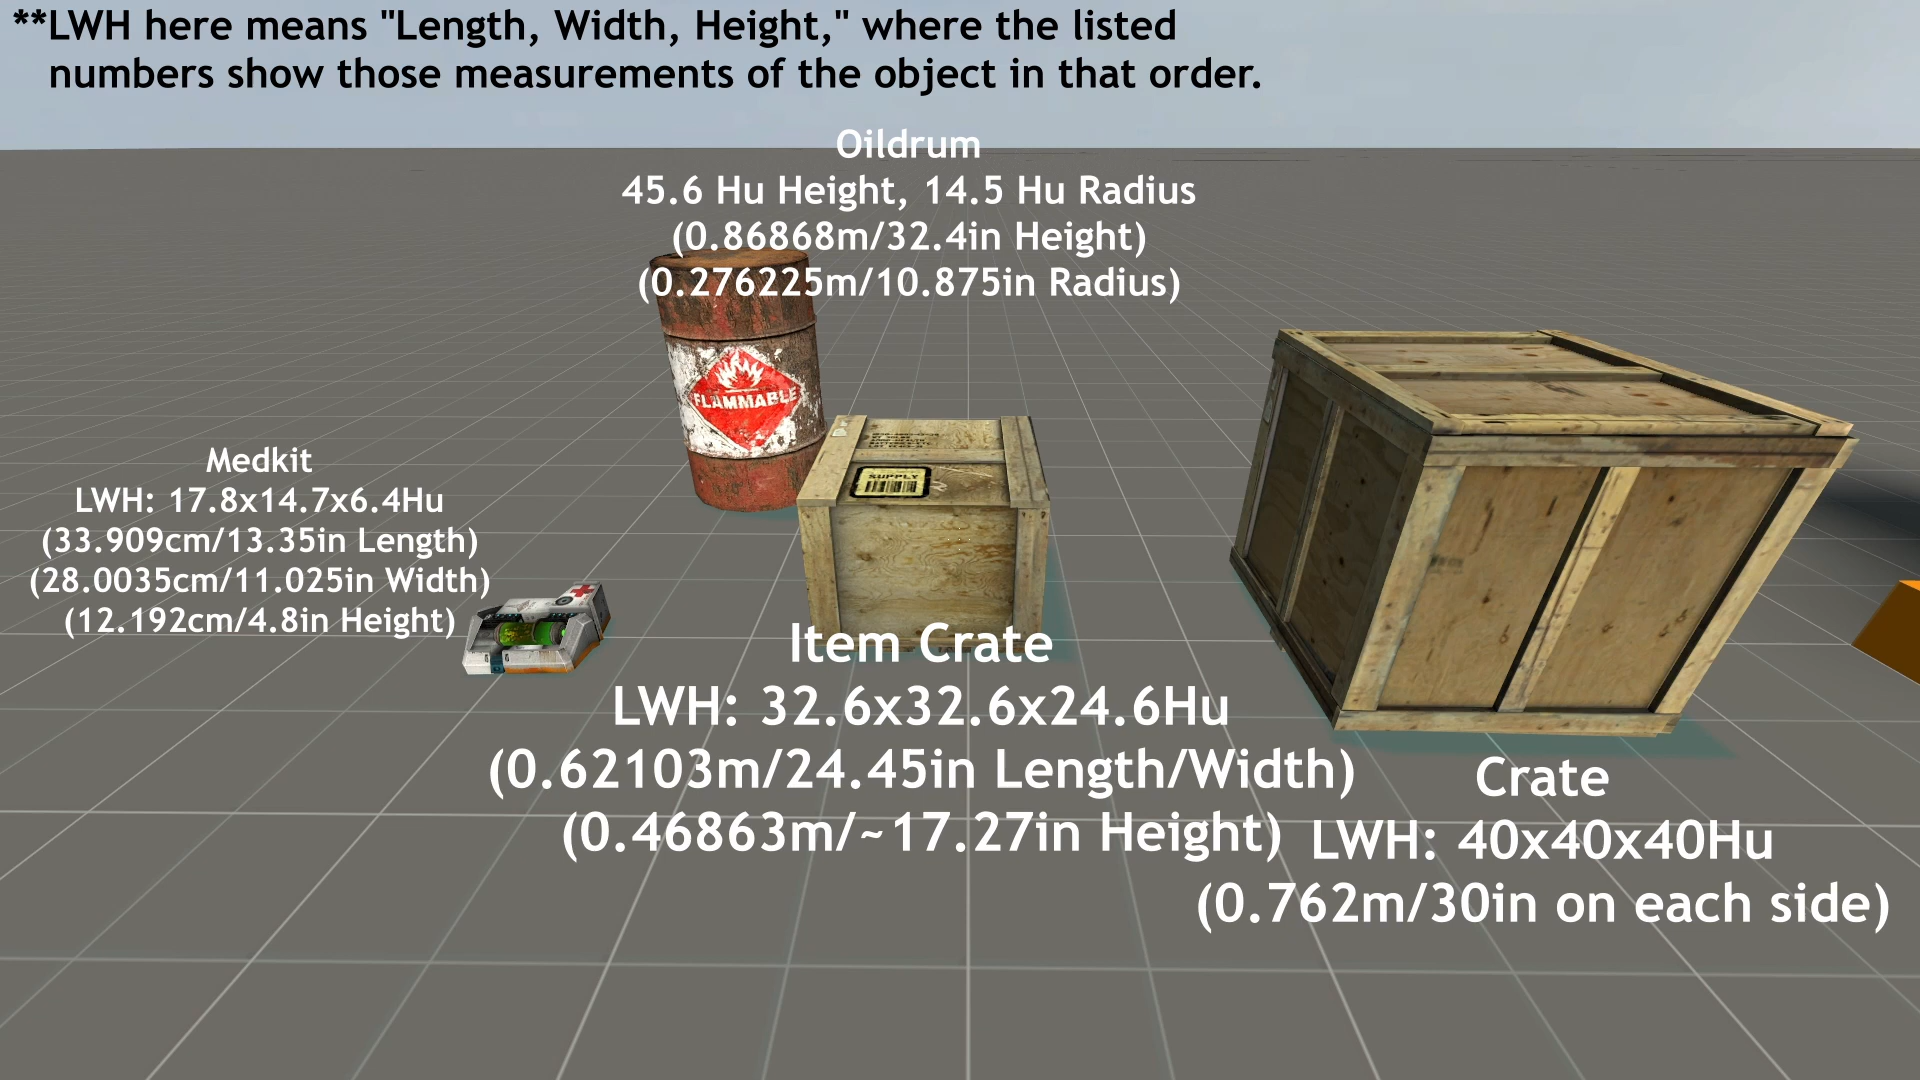 **LWH here means "Length, Width, Height," where the listed
numbers show those measurements of the object in that order.
Oildrum
45.6 Hu Height, 14.5 Hu Radius
(0.86868m/32.4in Height)
(0.276225m/10.875in Radius)
FLAMMABLE
SUPPLY
Medkit
LWH: 17.8x14.7x6.4Hu
(33.909cm/13.35in Length)
(28.0035cm/11.025in Width)
(12.192cm/4.8in Height)
Item Crate
LWH: 32.6x32.6x24.6Hu
(0.62103m/24.45in Length/Width)
(0.46863m/~17.27in Height)
Crate
LWH: 40x40x40Hu
(0.762m/30in on each side)